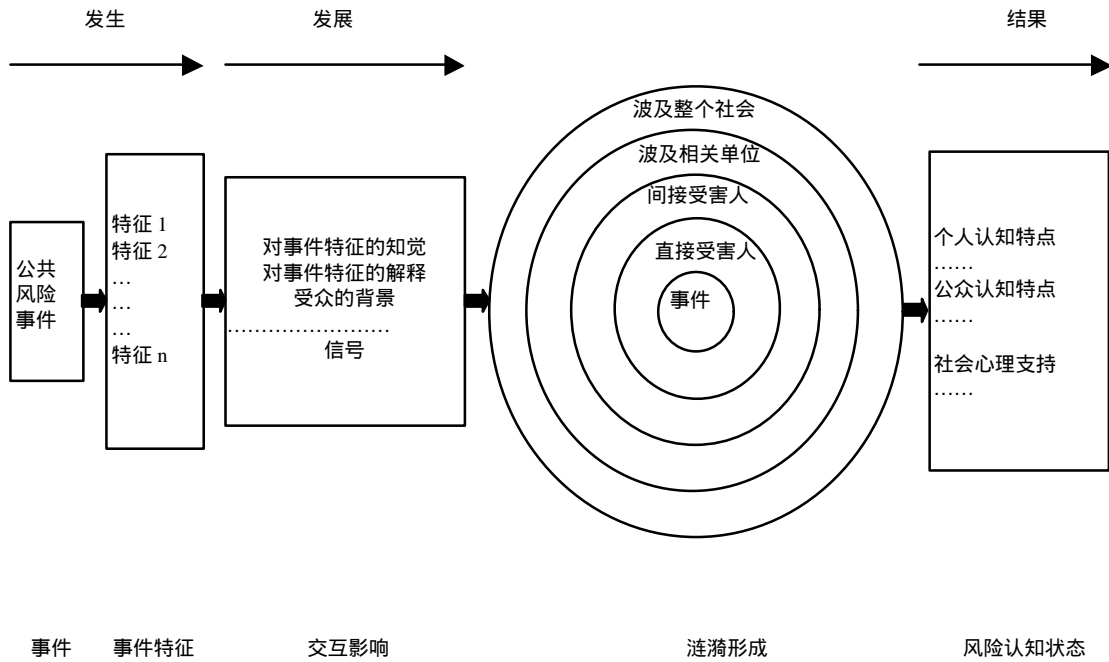 发生
发展
结果
公共
风险
事件
特征 1
特征 2
…
…
…
特征 n
对事件特征的知觉
对事件特征的解释
受众的背景
………………………
信号
波及整个社会
波及相关单位
间接受害人
直接受害人
事件
个人认知特点
……
公众认知特点
……
社会心理支持
……
事件
事件特征
交互影响
涟漪形成
风险认知状态